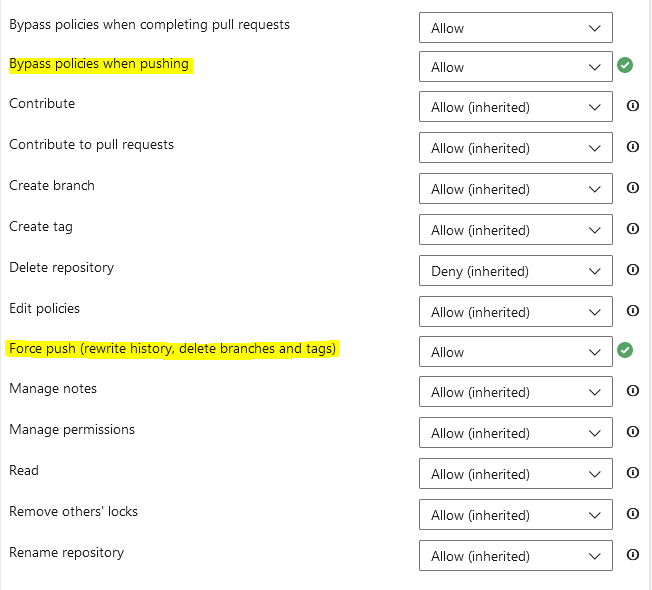 Bypass policies when completing pull requests Allow
Bypass policies when pushing Allow
Contribute Allow (inherited)
Contribute to pull requests Allow (inherited)
Create branch Allow (inherited)
Create tag Allow (inherited)
Delete repository Deny (inherited)
Edit policies Allow (inherited)
Force push (rewrite history, delete branches and tags) Allow
Manage notes Allow (inherited)
Manage permissions Allow (inherited)
Read Allow (inherited)
Remove others' locks Allow (inherited)
Rename repository Allow (inherited)